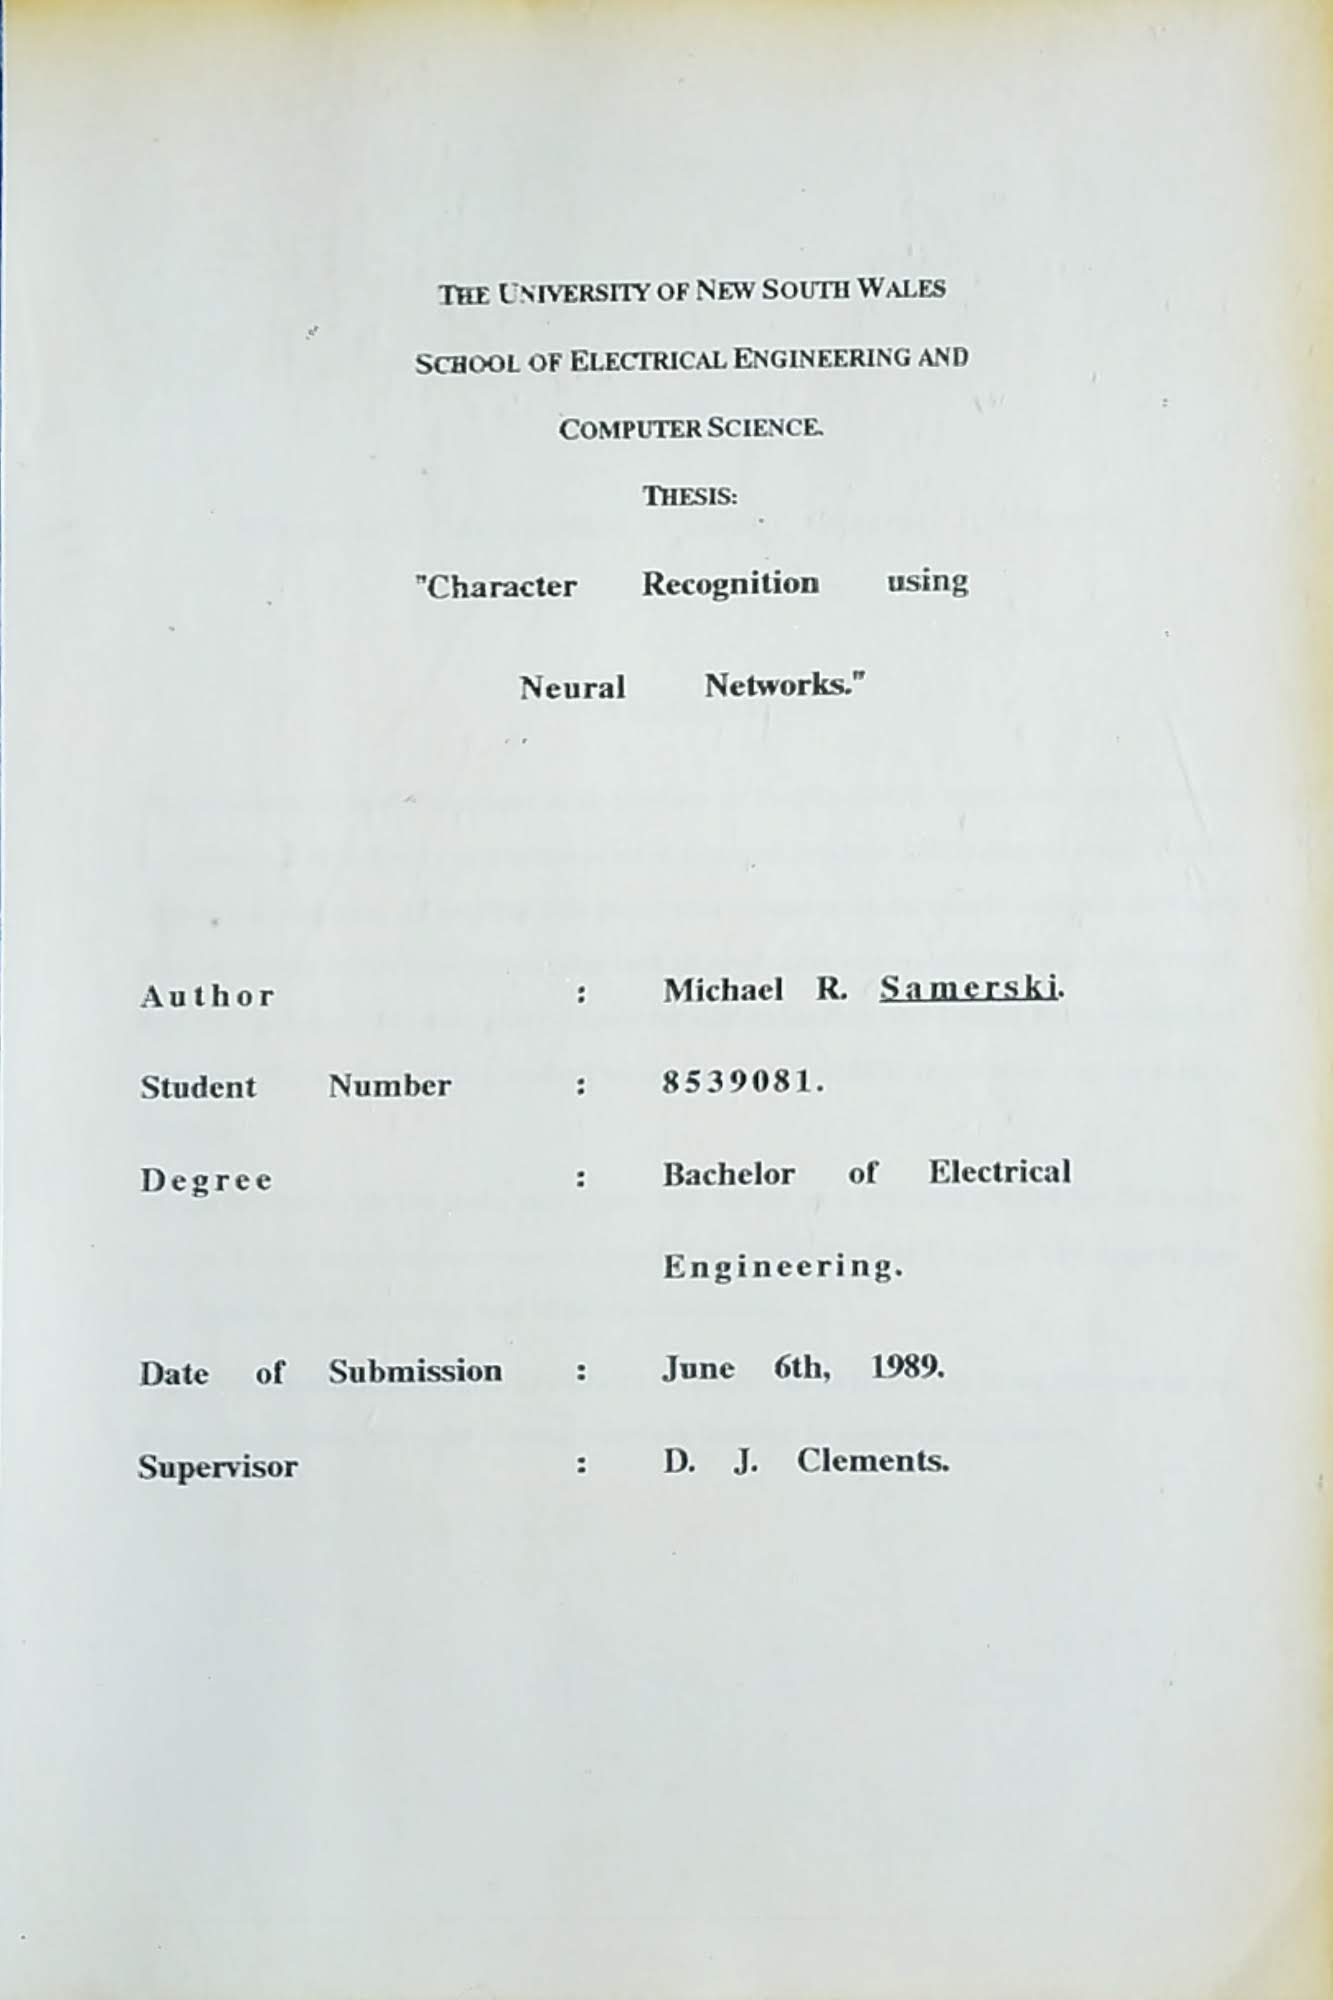 THE UNIVERSITY OF NEW SOUTH WALES
SCHOOL OF ELECTRICAL ENGINEERING AND
COMPUTER SCIENCE.
THESIS:
"Character Recognition using
Neural Networks."
Author : Michael R. Samerski.
Student Number : 8539081.
Degree : Bachelor of Electrical
Engineering.
Date of Submission : June 6th, 1989.
Supervisor : D. J. Clements.